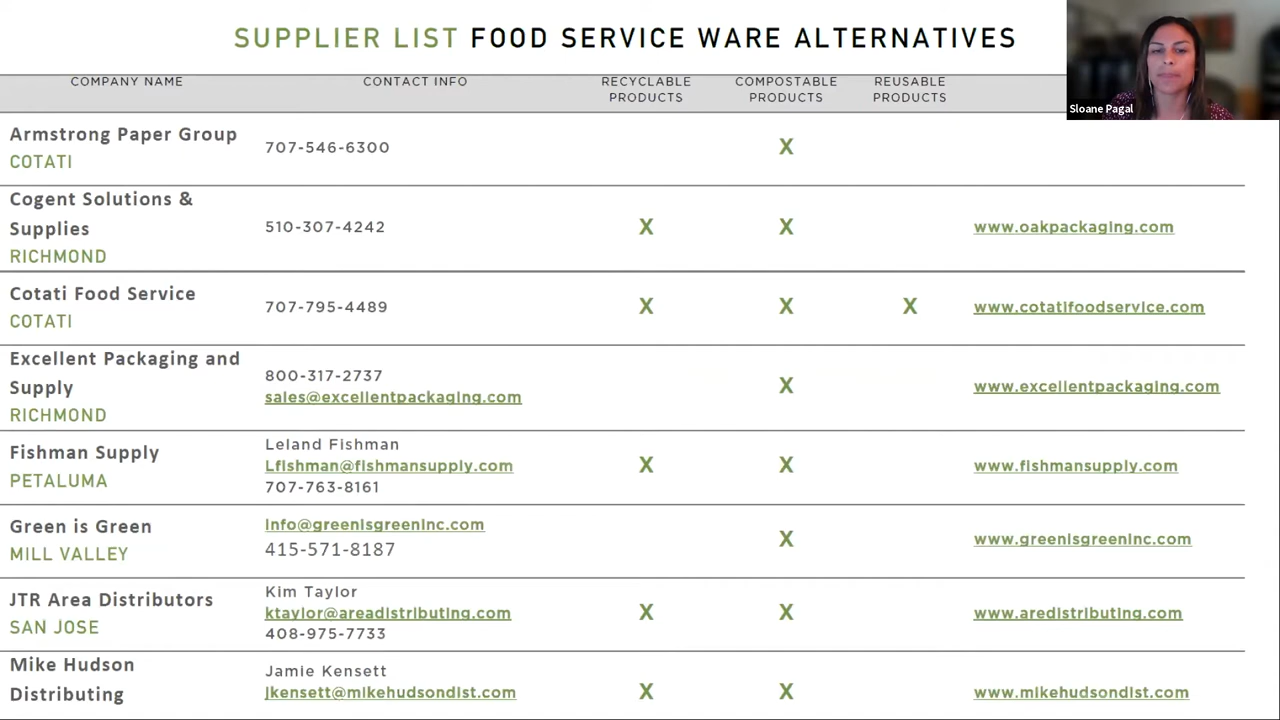 SUPPLIER LIST FOOD SERVICE WARE ALTERNATIVES
Sloane Pagal
COMPANY NAME CONTACT INFO RECYCLABLE PRODUCTS COMPOSTABLE PRODUCTS REUSABLE PRODUCTS
Armstrong Paper Group
COTATI
707-546-6300 X
Cogent Solutions &
Supplies
RICHMOND
510-307-4242 X X www.oakpackaging.com
Cotati Food Service
COTATI
707-795-4489 X X X www.cotatifoodservice.com
Excellent Packaging and
Supply
RICHMOND
800-317-2737
sales@excellentpackaging.com
X www.excellentpackaging.com
Fishman Supply
PETALUMA
Leland Fishman
Lfishman@fishmansupply.com
707-763-8161
X X www.fishmansupply.com
Green is Green
MILL VALLEY
info@greenisgreeninc.com
415-571-8187
X www.greenisgreeninc.com
JTR Area Distributors
SAN JOSE
Kim Taylor
ktaylor@areadistributing.com
408-975-7733
X X www.aredistributing.com
Mike Hudson
Distributing
Jamie Kensett
jkensett@mikehudsondist.com
X X www.mikehudsondist.com